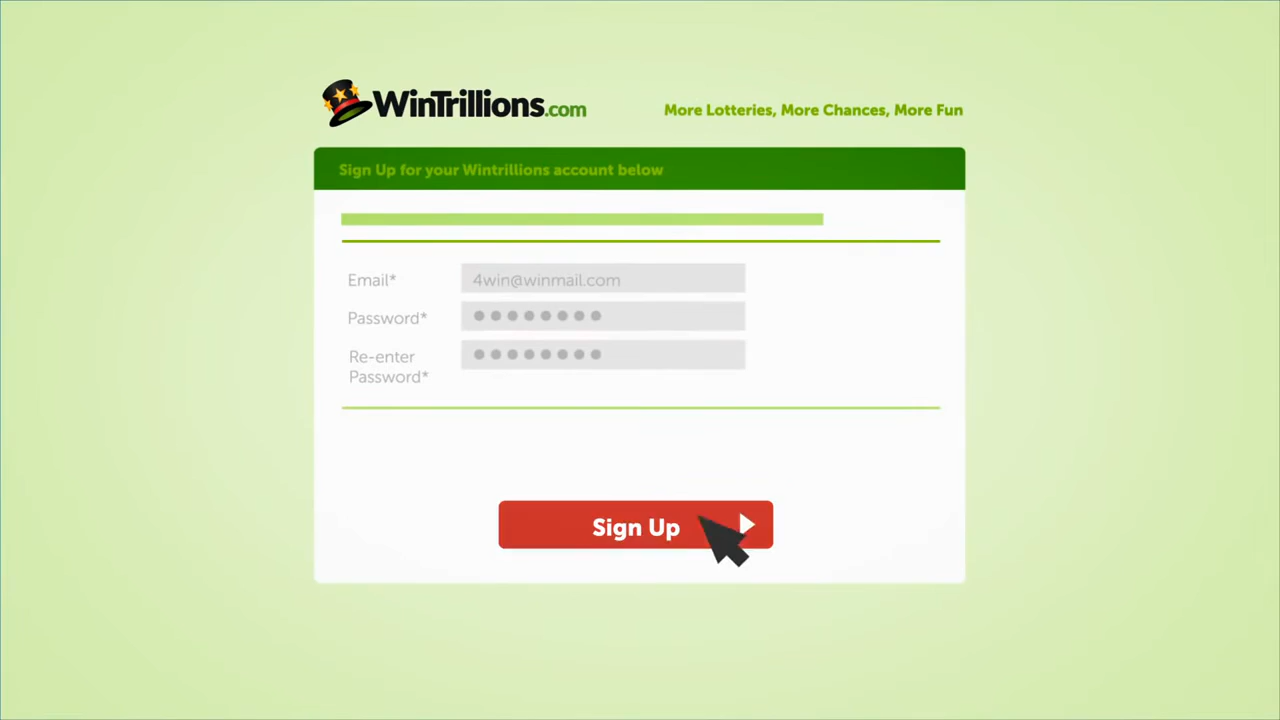 WinTrillions.com
More Lotteries, More Chances, More Fun
Sign Up for your Wintrillions account below
Email* 4win@winmail.com
Password* ●●●●●●●●
Re-enter
Password* ●●●●●●●●
Sign Up